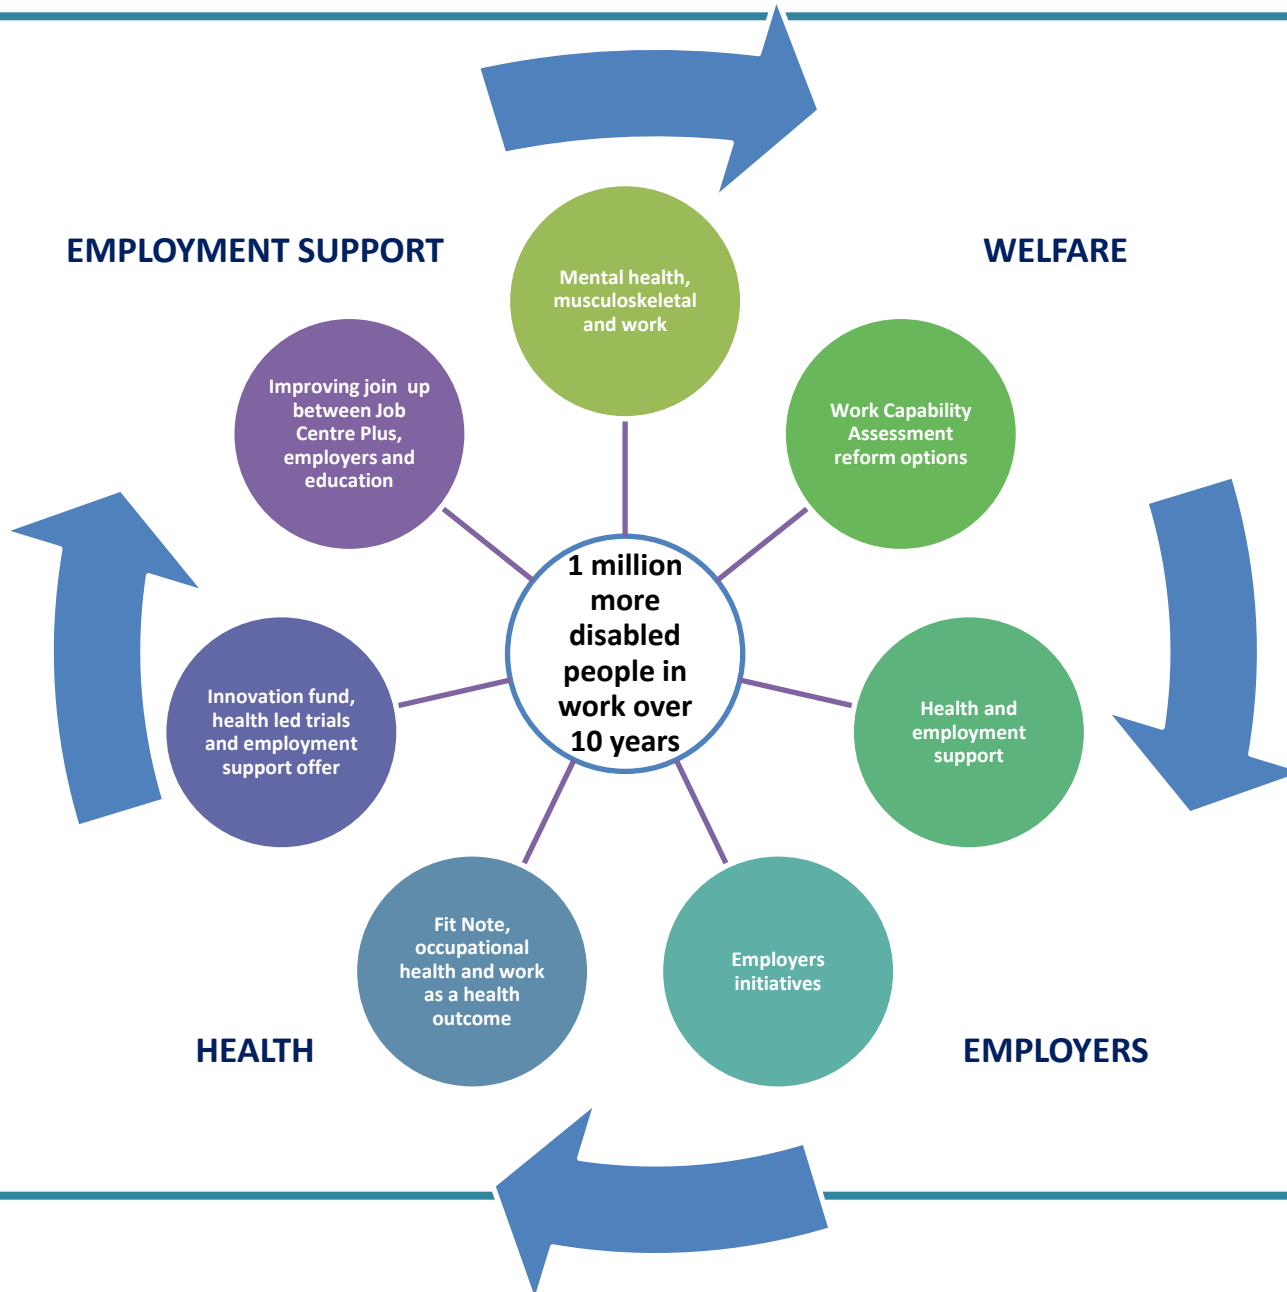 EMPLOYMENT SUPPORT
WELFARE
Mental health,
musculoskeletal
and work
Improving join  up
between Job
Centre Plus,
employers and
education
Work Capability
Assessment
reform options
1 million
more
disabled
people in
work over
10 years
Innovation fund,
health led trials
and employment
support offer
Health and
employment
support
Fit Note,
occupational
health and work
as a health
outcome
Employers
initiatives
HEALTH
EMPLOYERS